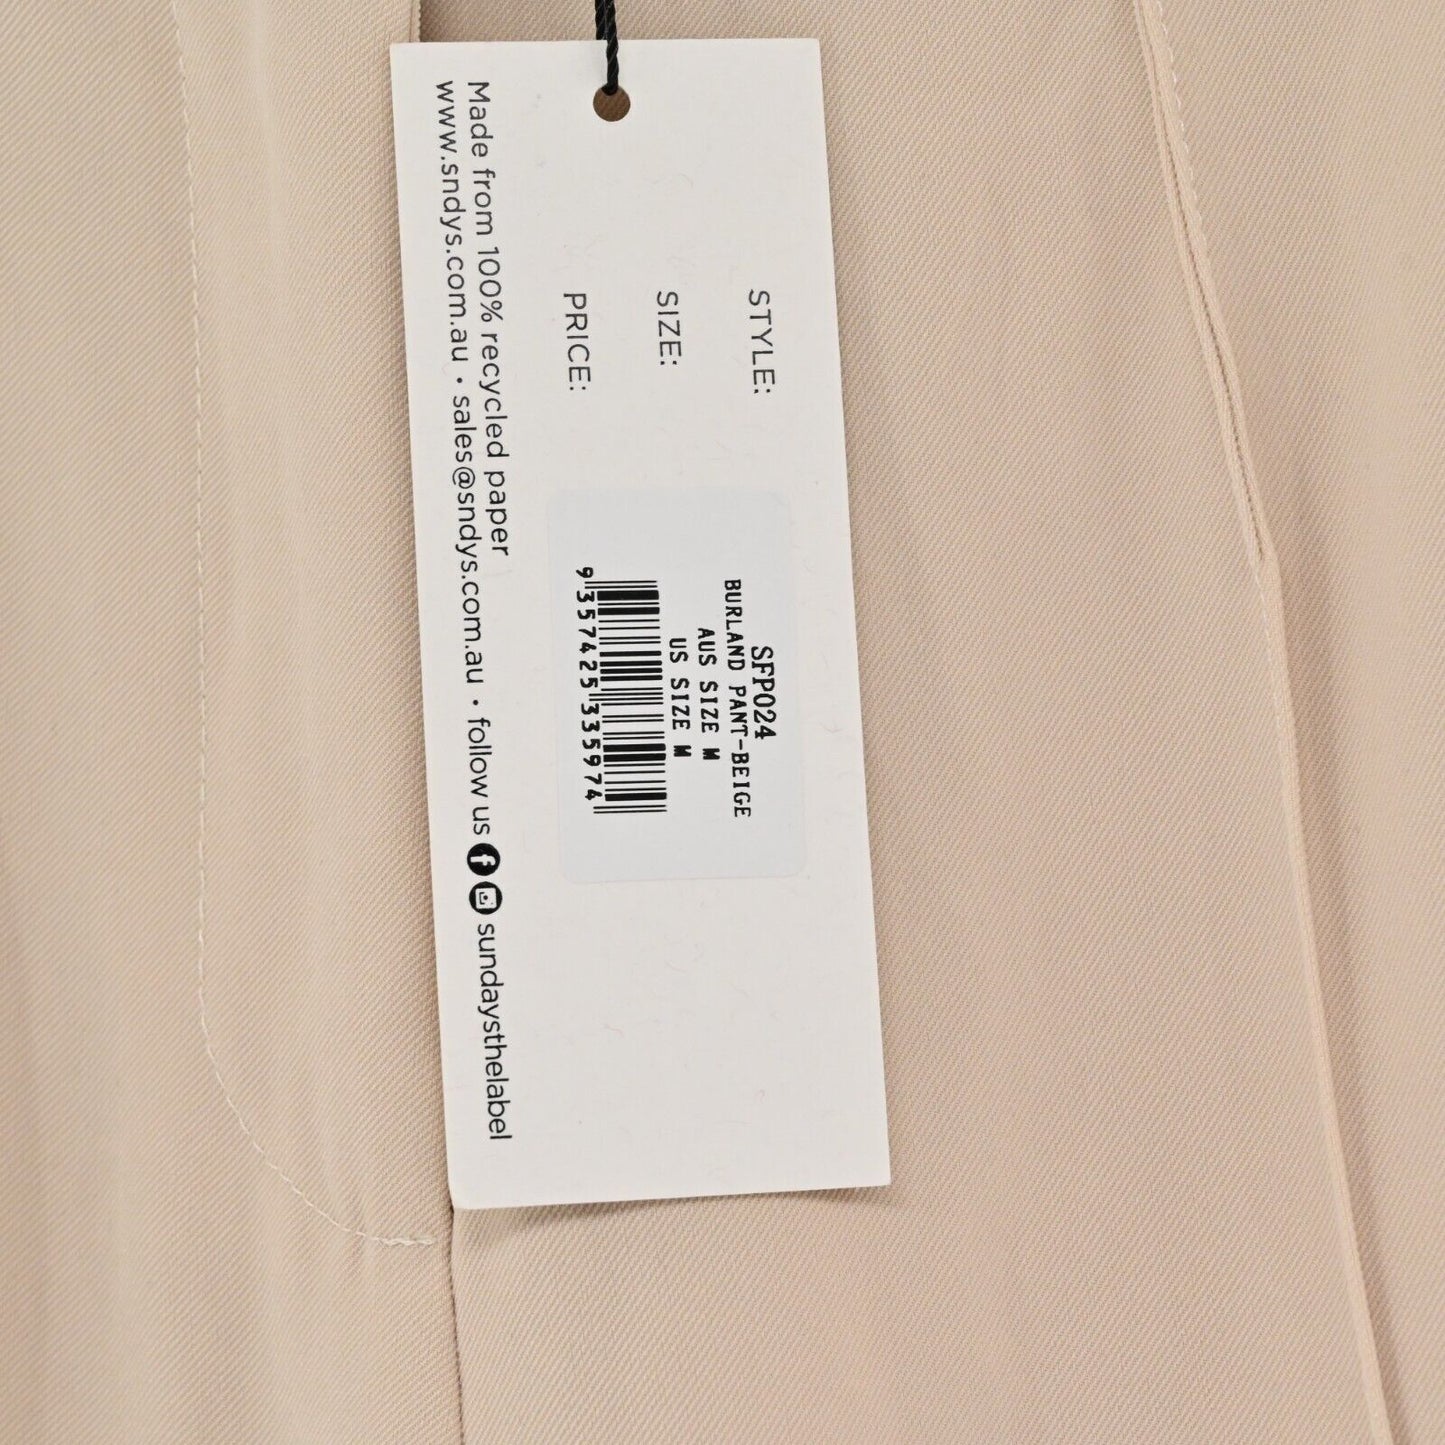 STYLE:
SIZE:
PRICE:
SFP024
BURLAND PANT-BEIGE
AUS SIZE M
US SIZE M
9 357425 335974
Made from 100% recycled paper
www.sndys.com.au • sales@sndys.com.au • follow us f sundaysthelabel